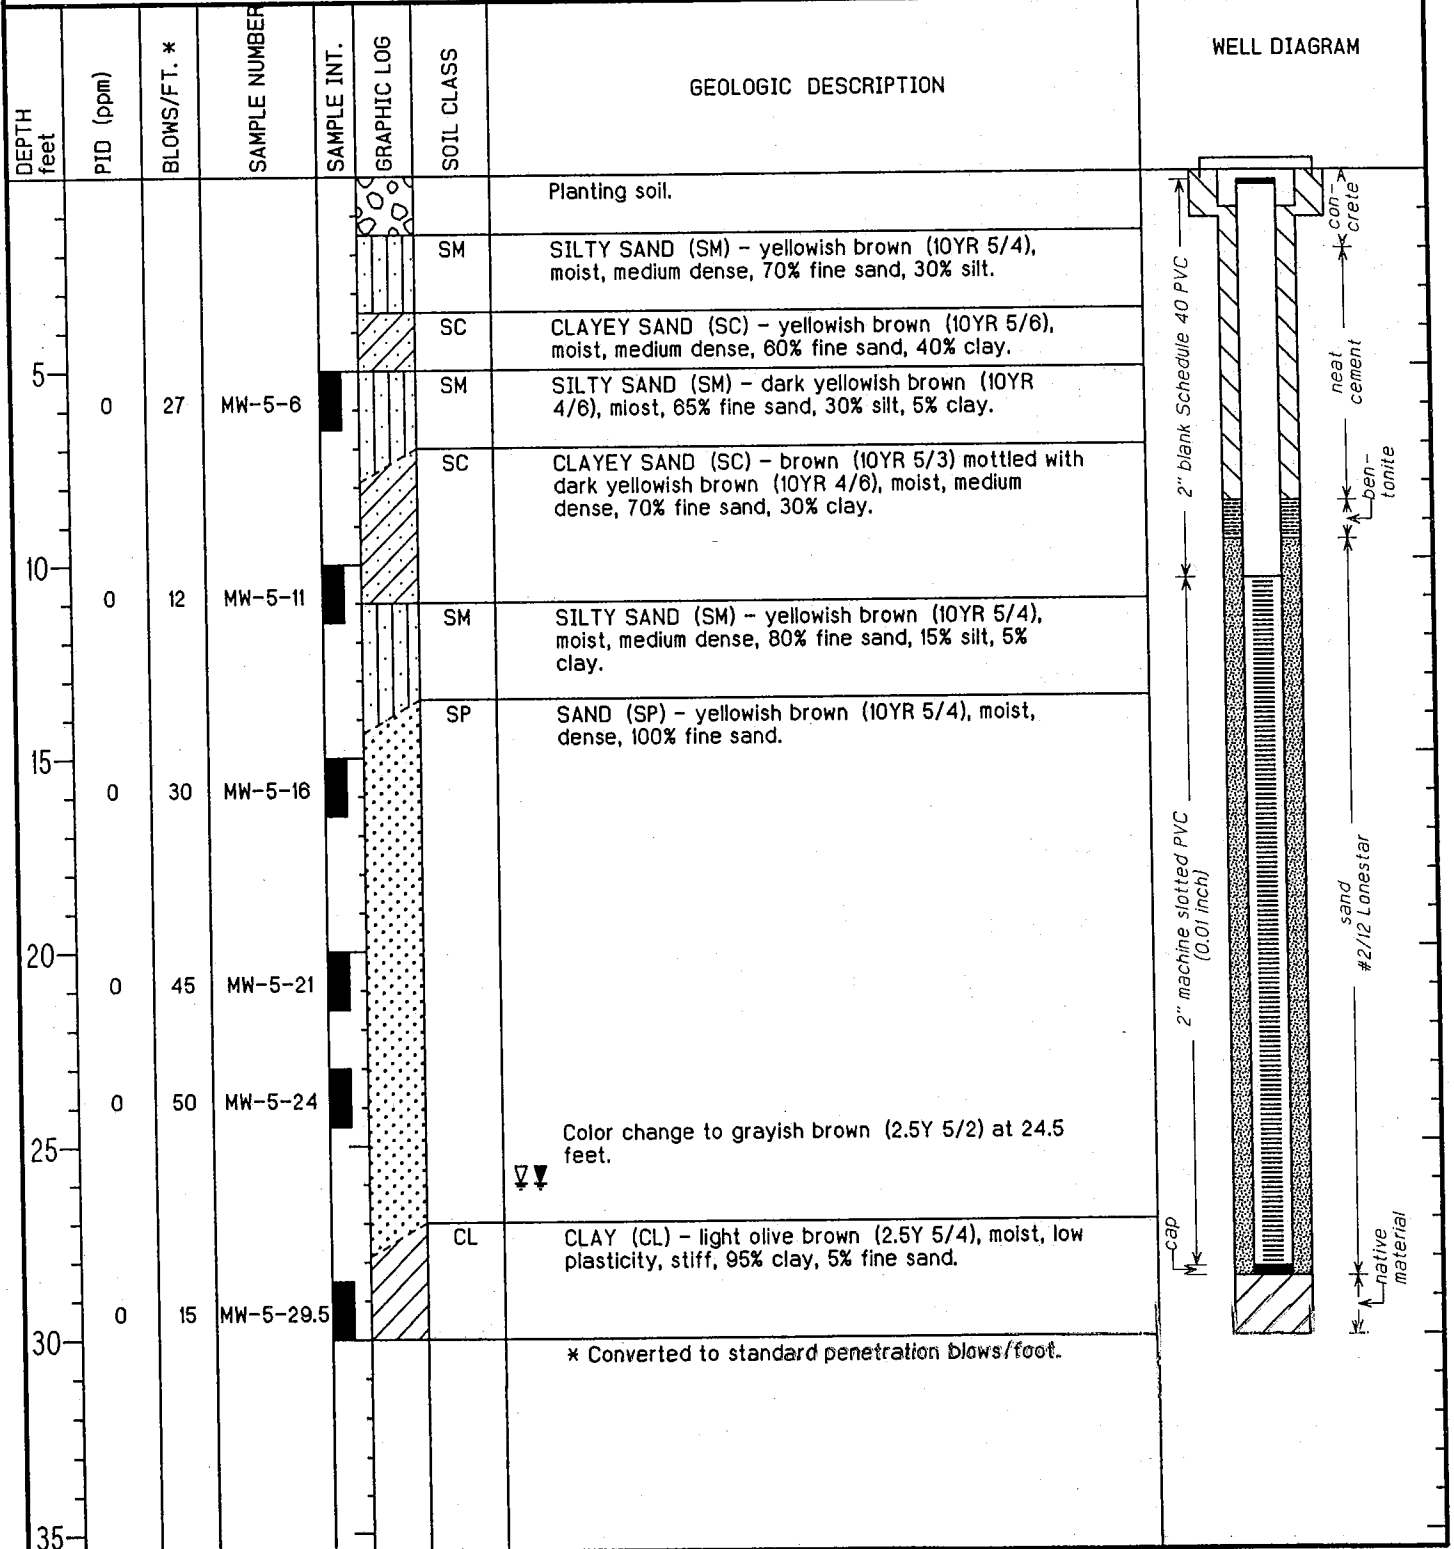 DEPTH
feet
PID (ppm)
BLOWS/FT. *
SAMPLE NUMBER
SAMPLE INT.
GRAPHIC LOG
SOIL CLASS
GEOLOGIC DESCRIPTION
WELL DIAGRAM
Planting soil.
SM
SILTY SAND (SM) – yellowish brown (10YR 5/4),
moist, medium dense, 70% fine sand, 30% silt.
SC
CLAYEY SAND (SC) – yellowish brown (10YR 5/6),
moist, medium dense, 60% fine sand, 40% clay.
5
0 27 MW-5-6
SM
SILTY SAND (SM) – dark yellowish brown (10YR
4/6), miost, 65% fine sand, 30% silt, 5% clay.
SC
CLAYEY SAND (SC) – brown (10YR 5/3) mottled with
dark yellowish brown (10YR 4/6), moist, medium
dense, 70% fine sand, 30% clay.
10
0 12 MW-5-11
SM
SILTY SAND (SM) – yellowish brown (10YR 5/4),
moist, medium dense, 80% fine sand, 15% silt, 5%
clay.
SP
SAND (SP) – yellowish brown (10YR 5/4), moist,
dense, 100% fine sand.
15
0 30 MW-5-16
20
0 45 MW-5-21
0 50 MW-5-24
25
Color change to grayish brown (2.5Y 5/2) at 24.5
feet.
CL
CLAY (CL) – light olive brown (2.5Y 5/4), moist, low
plasticity, stiff, 95% clay, 5% fine sand.
0 15 MW-5-29.5
30
* Converted to standard penetration blows/foot.
35
2" blank Schedule 40 PVC
2" machine slotted PVC
(0.01 inch)
cap
con-
crete
neat
cement
ben-
tonite
sand
#2/12 Lonestar
native
material